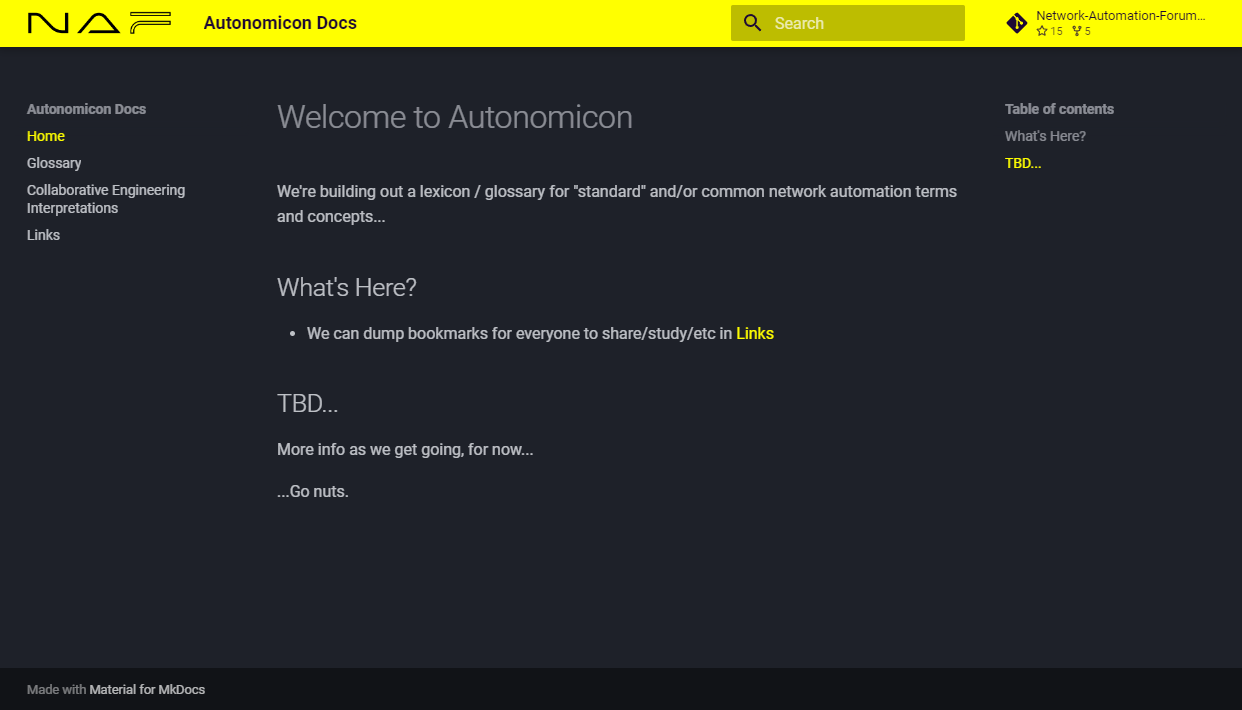 NAF
Autonomicon Docs
Search
Network-Automation-Forum...
15 5
Autonomicon Docs
Home
Glossary
Collaborative Engineering
Interpretations
Links
Welcome to Autonomicon
We're building out a lexicon / glossary for "standard" and/or common network automation terms
and concepts...
What's Here?
• We can dump bookmarks for everyone to share/study/etc in Links
TBD...
More info as we get going, for now...
...Go nuts.
Table of contents
What's Here?
TBD...
Made with Material for MkDocs